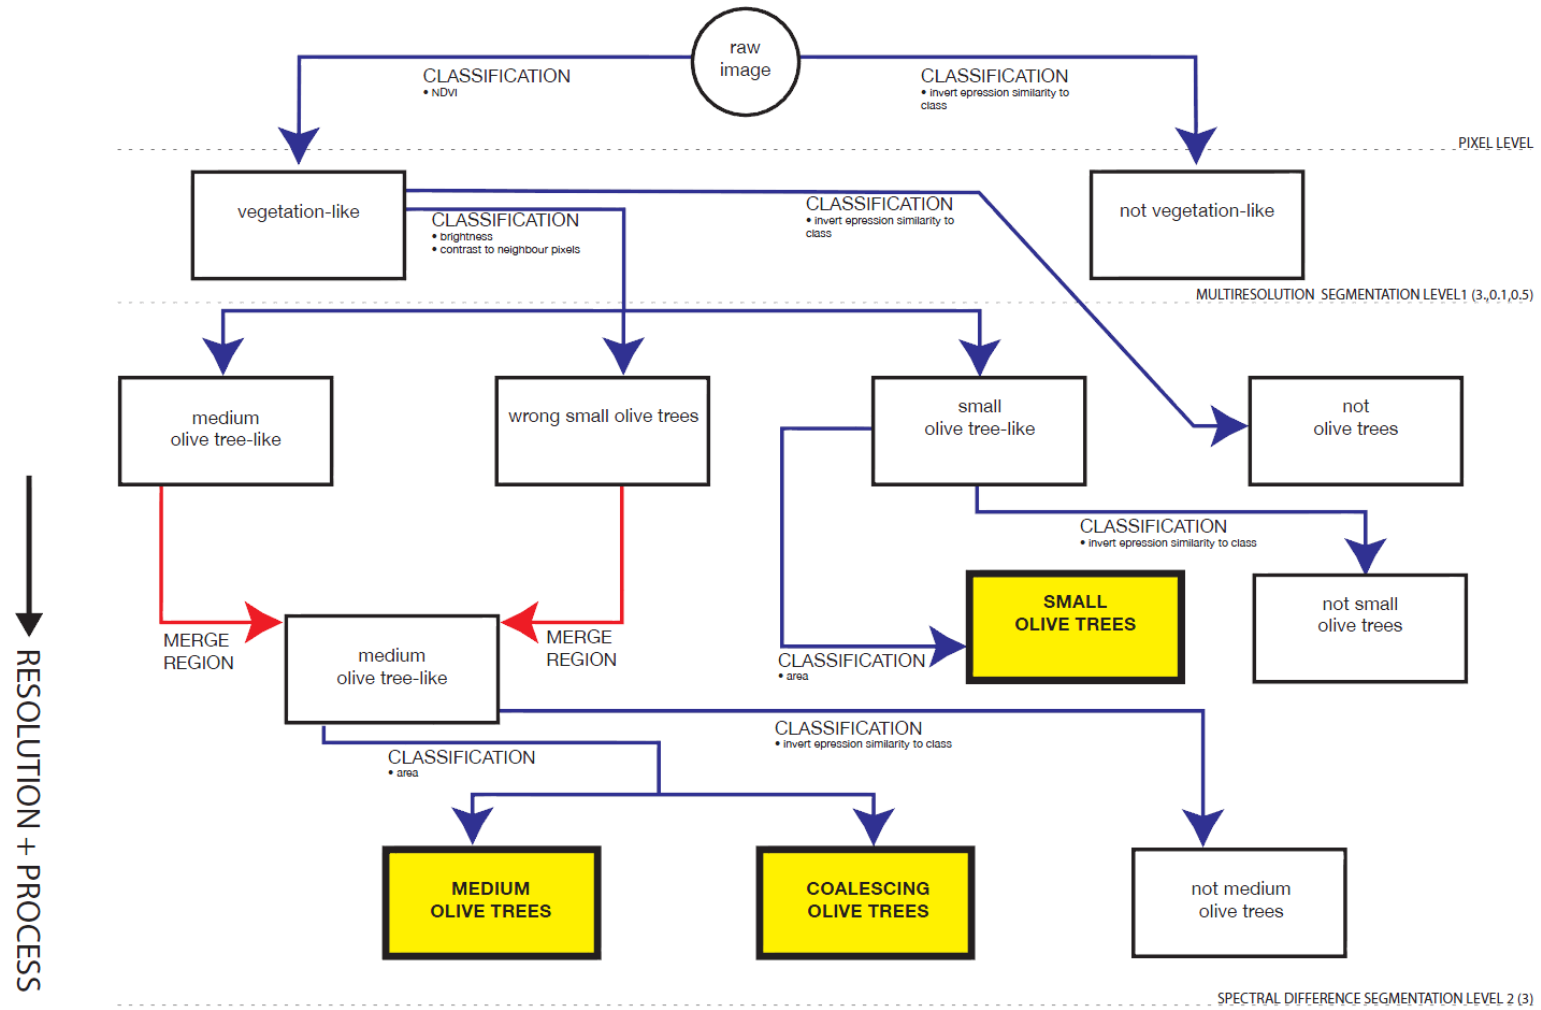 raw
image
CLASSIFICATION
• NDVI
CLASSIFICATION
• invert epression similarity to
class
PIXEL LEVEL
vegetation-like
CLASSIFICATION
• brightness
• contrast to neighbour pixels
CLASSIFICATION
• invert epression similarity to
class
not vegetation-like
MULTIRESOLUTION SEGMENTATION LEVEL1 (3.,0.1,0.5)
medium
olive tree-like
wrong small olive trees
small
olive tree-like
not
olive trees
CLASSIFICATION
• invert epression similarity to class
MERGE
REGION
medium
olive tree-like
MERGE
REGION
CLASSIFICATION
• area
SMALL
OLIVE TREES
not small
olive trees
CLASSIFICATION
• area
CLASSIFICATION
• invert epression similarity to class
MEDIUM
OLIVE TREES
COALESCING
OLIVE TREES
not medium
olive trees
RESOLUTION + PROCESS
SPECTRAL DIFFERENCE SEGMENTATION LEVEL 2 (3)